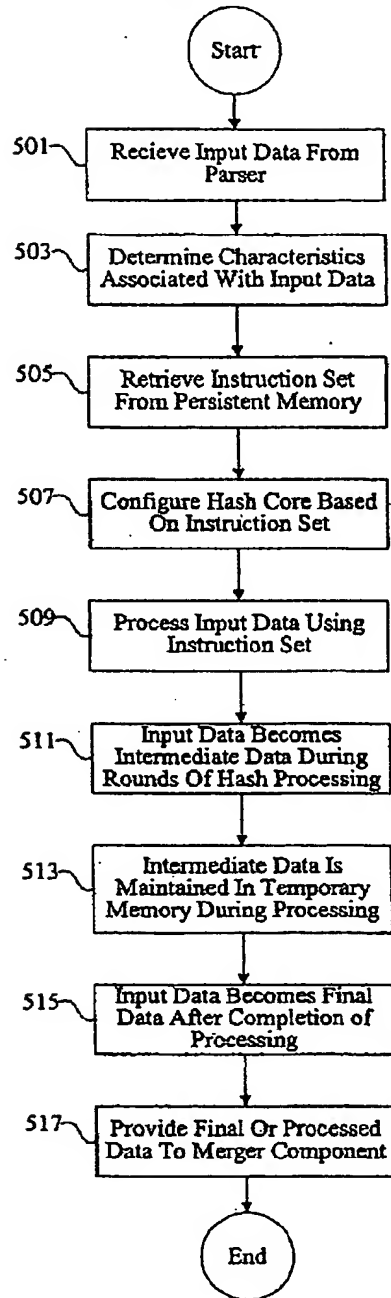 Start
501
Recieve Input Data From
Parser
503
Determine Characteristics
Associated With Input Data
505
Retrieve Instruction Set
From Persistent Memory
507
Configure Hash Core Based
On Instruction Set
509
Process Input Data Using
Instruction Set
511
Input Data Becomes
Intermediate Data During
Rounds Of Hash Processing
513
Intermediate Data Is
Maintained In Temporary
Memory During Processing
515
Input Data Becomes Final
Data After Completion of
Processing
517
Provide Final Or Processed
Data To Merger Component
End